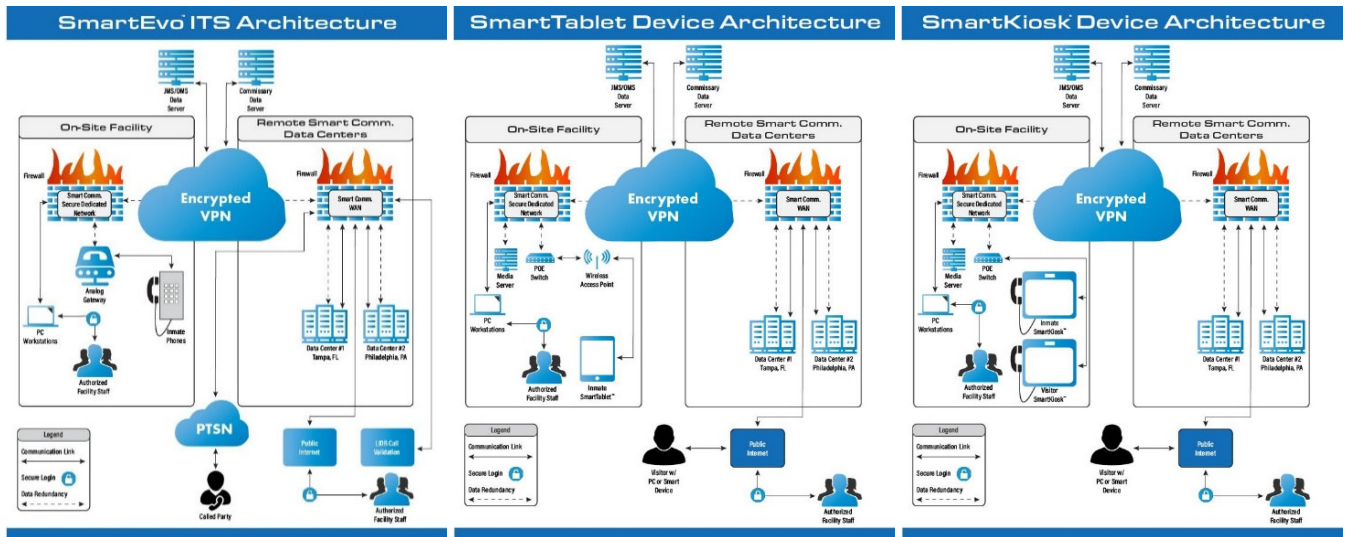 SmartEvo™ ITS Architecture
JMS/OMS
Data
Server
Commissary
Data
Server
On-Site Facility
Remote Smart Comm.
Data Centers
Firewall
Smart Comm.
Secure Dedicated
Network
Encrypted
VPN
Firewall
Smart Comm.
WAN
Analog
Gateway
PC
Workstations
Inmate
Phones
Authorized
Facility Staff
Data Center #1
Tampa, FL
Data Center #2
Philadelphia, PA
PTSN
Public
Internet
LIDB Call
Validation
Called Party
Authorized
Facility Staff
Legend
Communication Link
Secure Login
Data Redundancy
SmartTablet Device Architecture
JMS/OMS
Data
Server
Commissary
Data
Server
On-Site Facility
Remote Smart Comm.
Data Centers
Firewall
Smart Comm.
Secure Dedicated
Network
Encrypted
VPN
Firewall
Smart Comm.
WAN
Media
Server
POE
Switch
Wireless
Access Point
PC
Workstations
Authorized
Facility Staff
Inmate
SmartTablet™
Data Center #1
Tampa, FL
Data Center #2
Philadelphia, PA
Legend
Communication Link
Secure Login
Data Redundancy
Visitor w/
PC or Smart
Device
Public
Internet
Authorized
Facility Staff
SmartKiosk™ Device Architecture
JMS/OMS
Data
Server
Commissary
Data
Server
On-Site Facility
Remote Smart Comm.
Data Centers
Firewall
Smart Comm.
Secure Dedicated
Network
Encrypted
VPN
Firewall
Smart Comm.
WAN
Media
Server
POE
Switch
PC
Workstations
Inmate
SmartKiosk™
Authorized
Facility Staff
Visitor
SmartKiosk™
Data Center #1
Tampa, FL
Data Center #2
Philadelphia, PA
Legend
Communication Link
Secure Login
Data Redundancy
Visitor w/
PC or Smart
Device
Public
Internet
Authorized
Facility Staff